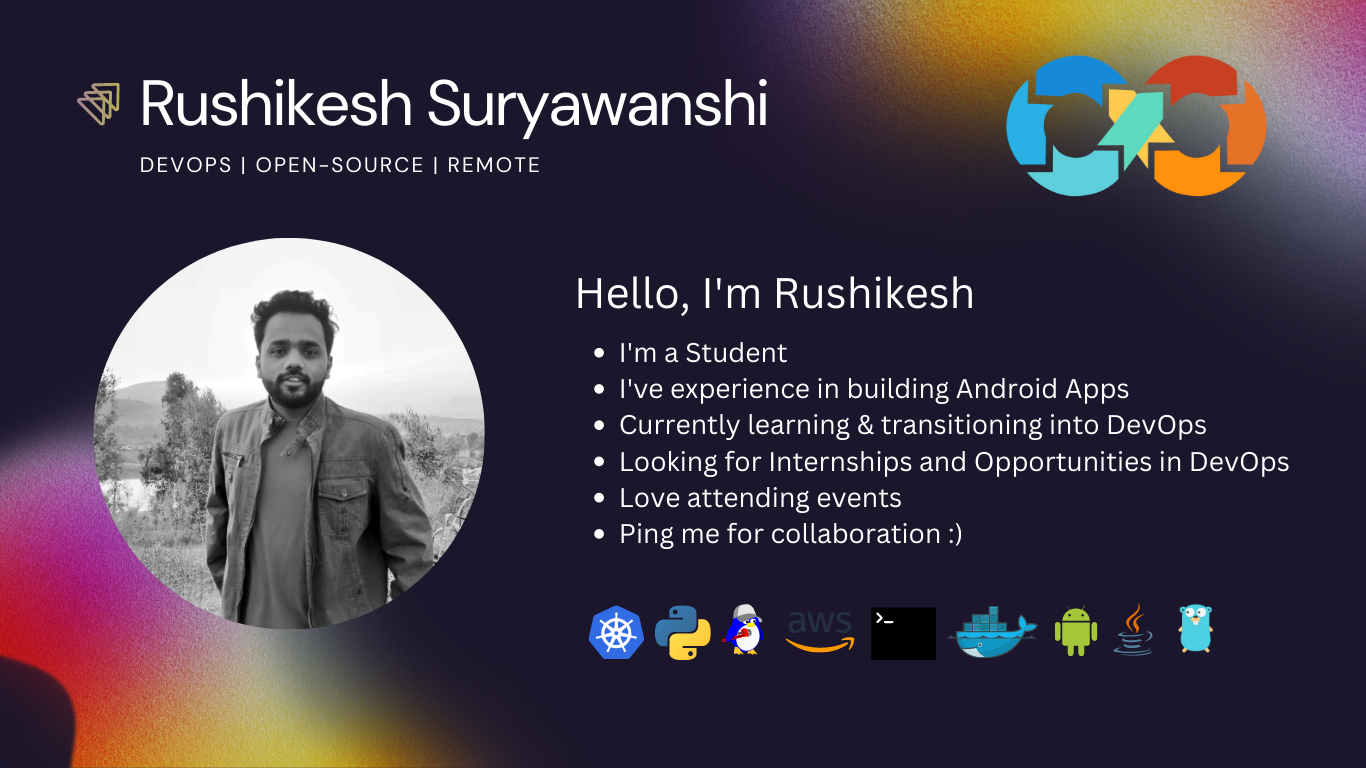 Rushikesh Suryawanshi
DEVOPS | OPEN-SOURCE | REMOTE
Hello, I'm Rushikesh
• I'm a Student
• I've experience in building Android Apps
• Currently learning & transitioning into DevOps
• Looking for Internships and Opportunities in DevOps
• Love attending events
• Ping me for collaboration :)
aws
>_